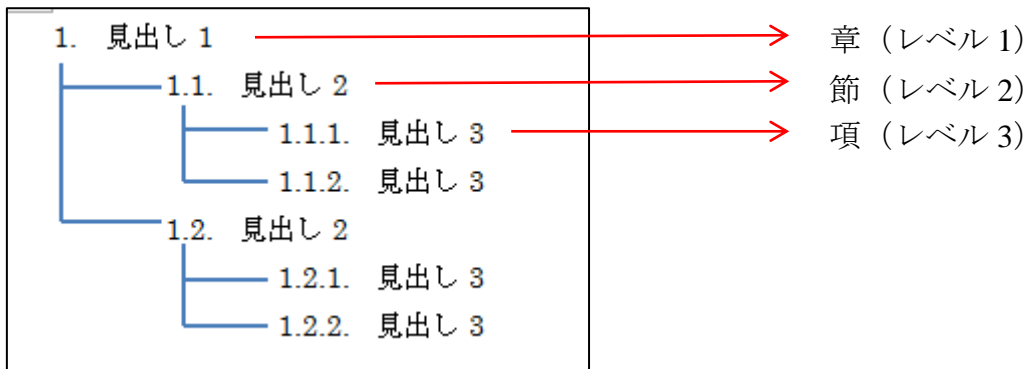 1. 見出し 1 章（レベル 1）
1.1. 見出し 2 節（レベル 2）
1.1.1. 見出し 3 項（レベル 3）
1.1.2. 見出し 3
1.2. 見出し 2
1.2.1. 見出し 3
1.2.2. 見出し 3